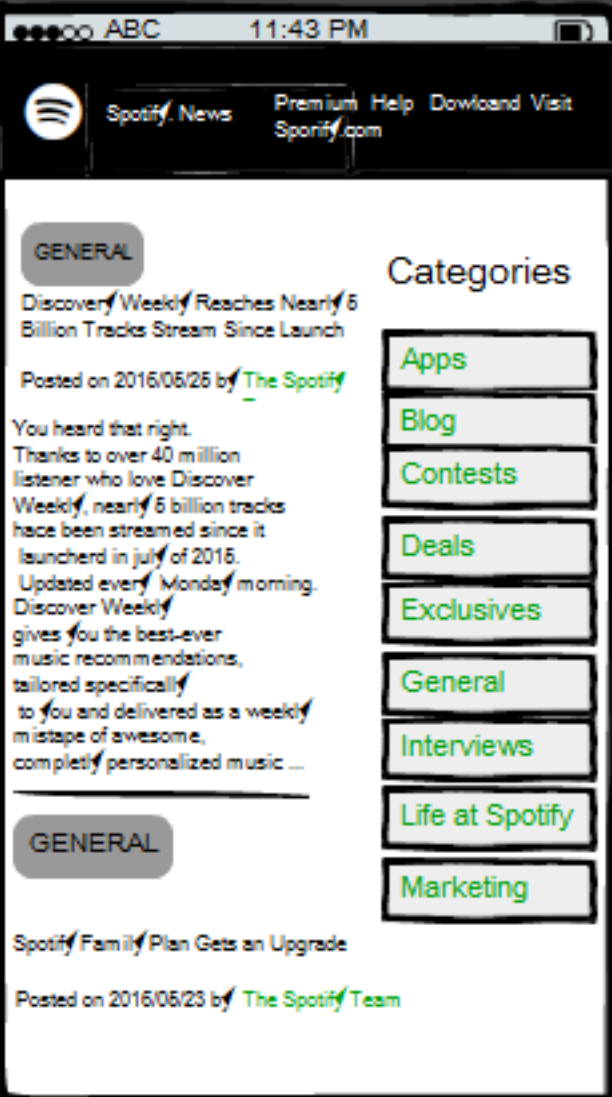 ABC 11:43 PM
Spotify. News
Premium Help Dowloand Visit
Sporify.com
GENERAL
Discovery Weekly Reaches Nearly 5
Billion Tracks Stream Since Launch
Posted on 2016/05/25 by The Spotify
You heard that right.
Thanks to over 40 million
listener who love Discover
Weekly, nearly 5 billion tracks
hace been streamed since it
launcherd in july of 2015.
Updated every Monday morning.
Discover Weekly
gives you the best-ever
music recommendations,
tailored specifically
to you and delivered as a weekly
mistape of awesome,
completly personalized music ...
GENERAL
Spotify Family Plan Gets an Upgrade
Posted on 2016/05/23 by The Spotify Team
Categories
Apps
Blog
Contests
Deals
Exclusives
General
Interviews
Life at Spotify
Marketing